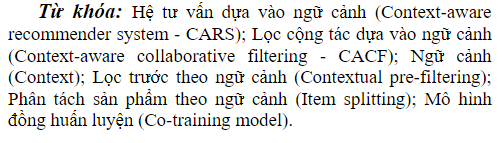 Từ khóa: Hệ tư vấn dựa vào ngữ cảnh (Context-aware
recommender system - CARS); Lọc cộng tác dựa vào ngữ cảnh
(Context-aware collaborative filtering - CACF); Ngữ cảnh
(Context); Lọc trước theo ngữ cảnh (Contextual pre-filtering);
Phân tách sản phẩm theo ngữ cảnh (Item splitting); Mô hình
đồng huấn luyện (Co-training model).